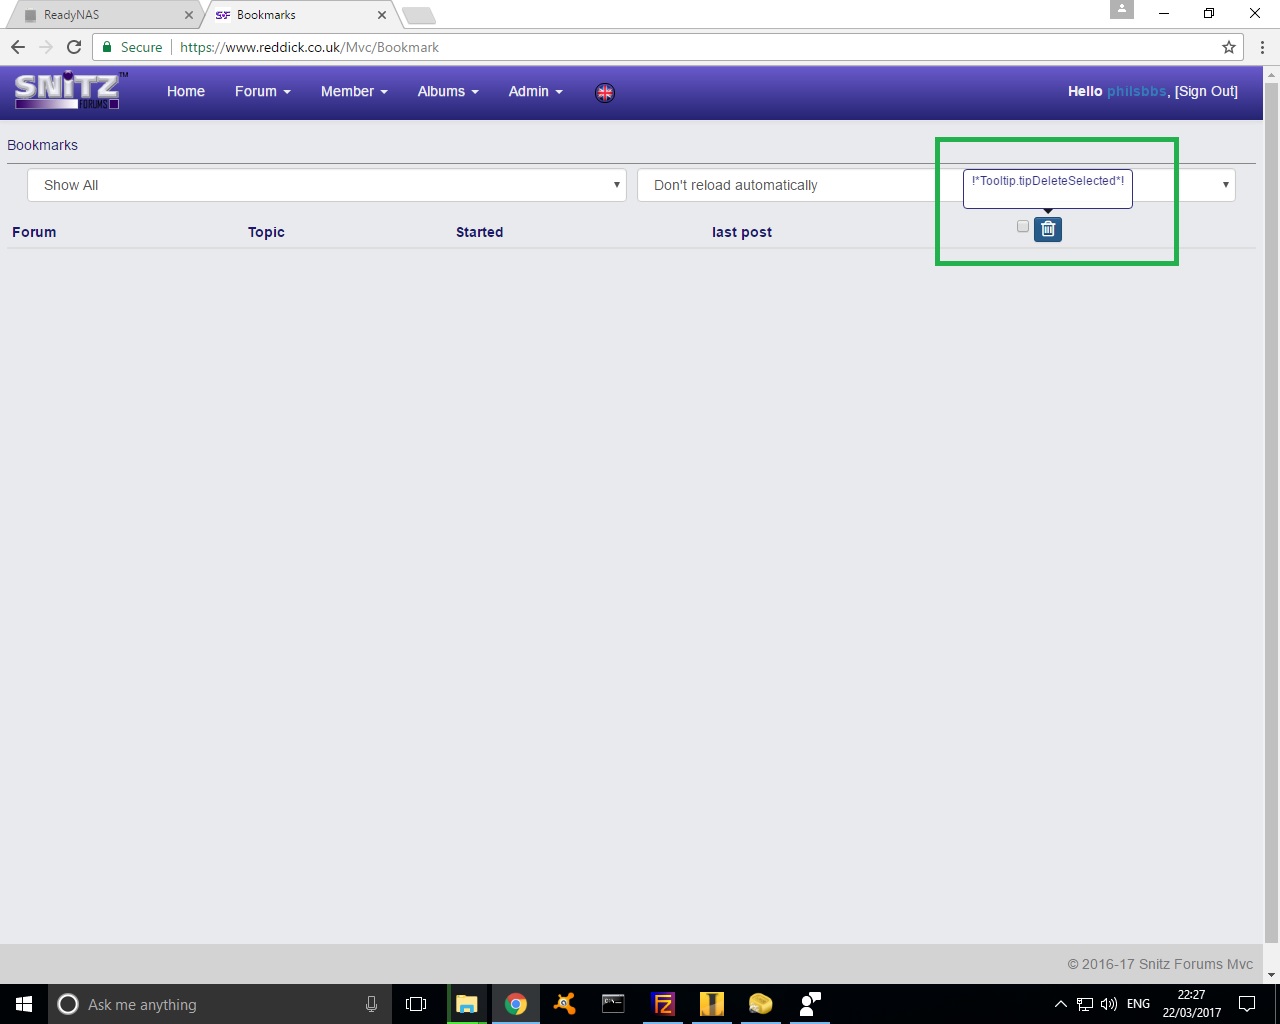 ReadyNAS
Bookmarks
Secure https://www.reddick.co.uk/Mvc/Bookmark
SNiTZ™ FORUMS
Home Forum Member Albums Admin
Hello philsbbs, [Sign Out]
Bookmarks
Show All
Don't reload automatically
!*Tooltip.tipDeleteSelected*!
Forum Topic Started last post
© 2016-17 Snitz Forums Mvc
Ask me anything
ENG
22:27
22/03/2017